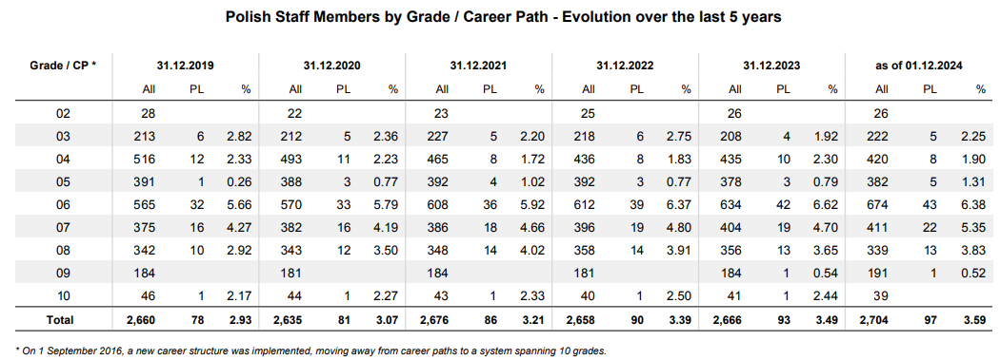 Polish Staff Members by Grade / Career Path - Evolution over the last 5 years
Grade / CP * 31.12.2019 31.12.2020 31.12.2021 31.12.2022 31.12.2023 as of 01.12.2024
All PL % All PL % All PL % All PL % All PL % All PL %
02 28 22 23 25 26 26
03 213 6 2.82 212 5 2.36 227 5 2.20 218 6 2.75 208 4 1.92 222 5 2.25
04 516 12 2.33 493 11 2.23 465 8 1.72 436 8 1.83 435 10 2.30 420 8 1.90
05 391 1 0.26 388 3 0.77 392 4 1.02 392 3 0.77 378 3 0.79 382 5 1.31
06 565 32 5.66 570 33 5.79 608 36 5.92 612 39 6.37 634 42 6.62 674 43 6.38
07 375 16 4.27 382 16 4.19 386 18 4.66 396 19 4.80 404 19 4.70 411 22 5.35
08 342 10 2.92 343 12 3.50 348 14 4.02 358 14 3.91 356 13 3.65 339 13 3.83
09 184 181 184 181 184 1 0.54 191 1 0.52
10 46 1 2.17 44 1 2.27 43 1 2.33 40 1 2.50 41 1 2.44 39
Total 2,660 78 2.93 2,635 81 3.07 2,676 86 3.21 2,658 90 3.39 2,666 93 3.49 2,704 97 3.59
* On 1 September 2016, a new career structure was implemented, moving away from career paths to a system spanning 10 grades.